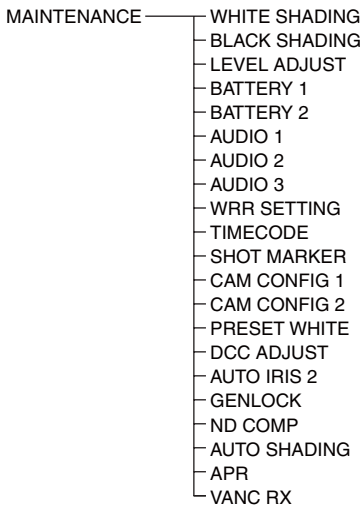 MAINTENANCE WHITE SHADING
BLACK SHADING
LEVEL ADJUST
BATTERY 1
BATTERY 2
AUDIO 1
AUDIO 2
AUDIO 3
WRR SETTING
TIMECODE
SHOT MARKER
CAM CONFIG 1
CAM CONFIG 2
PRESET WHITE
DCC ADJUST
AUTO IRIS 2
GENLOCK
ND COMP
AUTO SHADING
APR
VANC RX